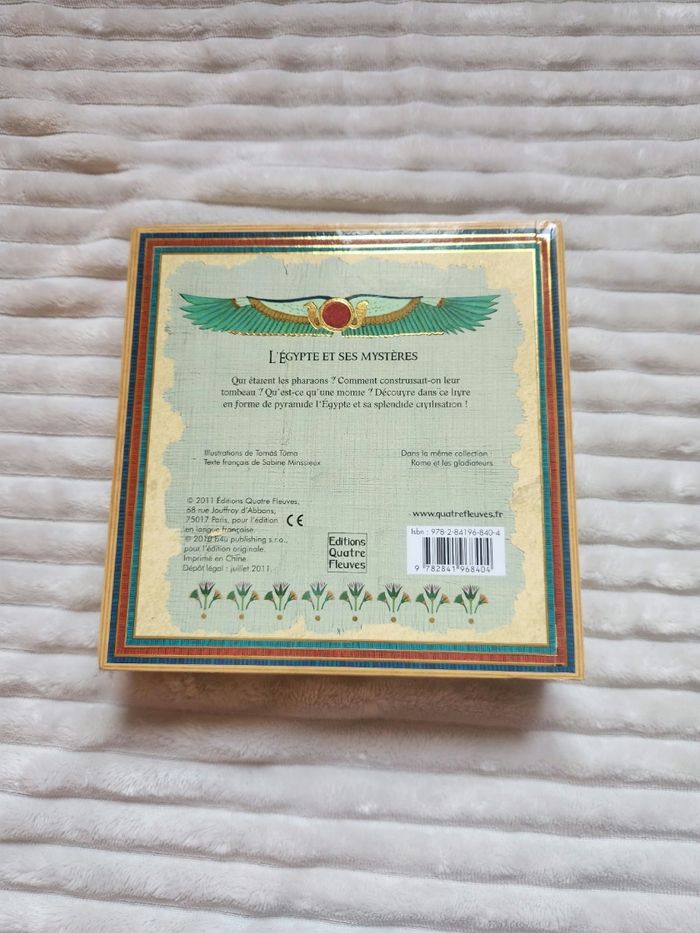 L'ÉGYPTE ET SES MYSTÈRES
Qui étaient les pharaons ? Comment construisait-on leur
tombeau ? Qu'est-ce qu'une momie ? Découvre dans ce livre
en forme de pyramide l'Égypte et sa splendide civilisation !
Illustrations de Tomáš Tůma
Texte français de Sabine Minssieux
Dans la même collection :
Rome et les gladiateurs
© 2011 Éditions Quatre Fleuves,
68 rue Jouffroy d'Abbans,
75017 Paris, pour l'édition
en langue française.
© 2010 b4u publishing s.r.o.,
pour l'édition originale.
Imprimé en Chine.
Dépôt légal : juillet 2011.
CE
Editions
Quatre
Fleuves
www.quatrefleuves.fr
Isbn : 978-2-84196-840-4
9 782841 968404